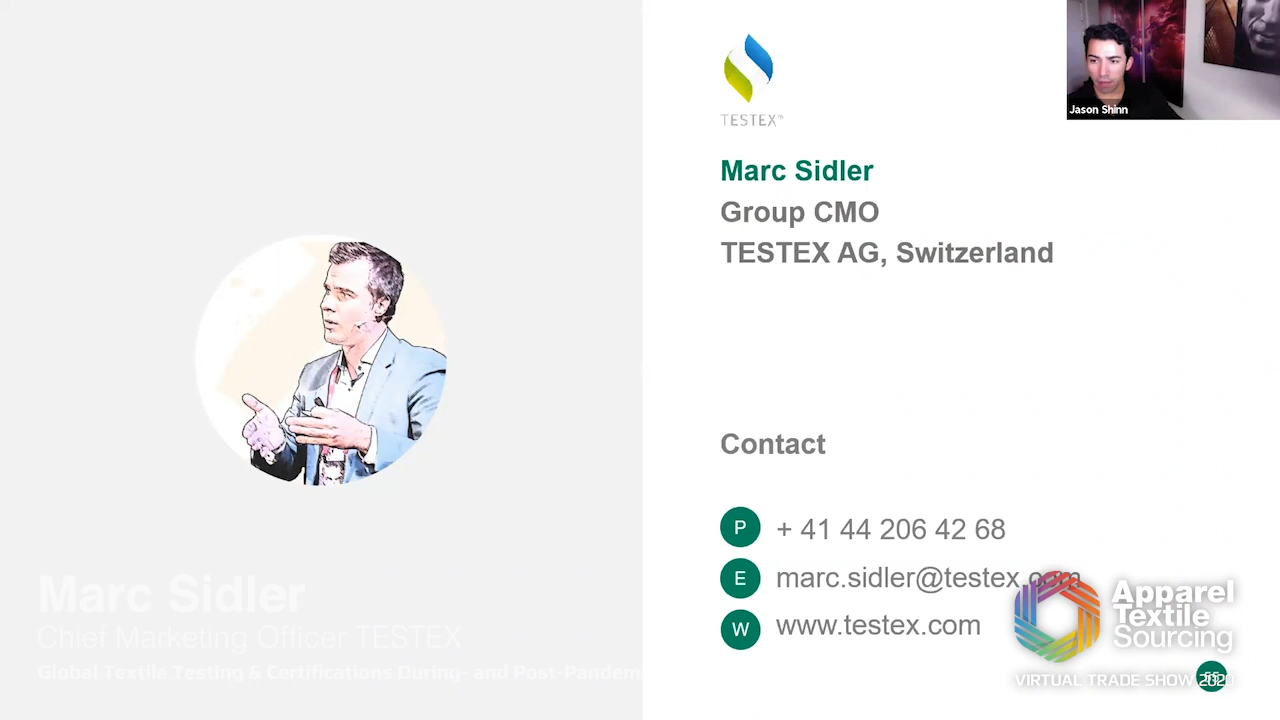 TESTEX
Jason Shinn
Marc Sidler
Group CMO
TESTEX AG, Switzerland
Contact
P + 41 44 206 42 68
E marc.sidler@testex.com
W www.testex.com
Marc Sidler
Chief Marketing Officer TESTEX
Global Textile Testing & Certifications During- and Post-Pandem
Apparel
Textile
Sourcing
VIRTUAL TRADE SHOW 2020